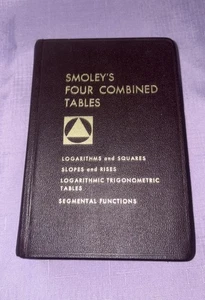 SMOLEY'S
FOUR COMBINED
TABLES
LOGARITHMS and SQUARES
SLOPES and RISES
LOGARITHMIC TRIGONOMETRIC
TABLES
SEGMENTAL FUNCTIONS